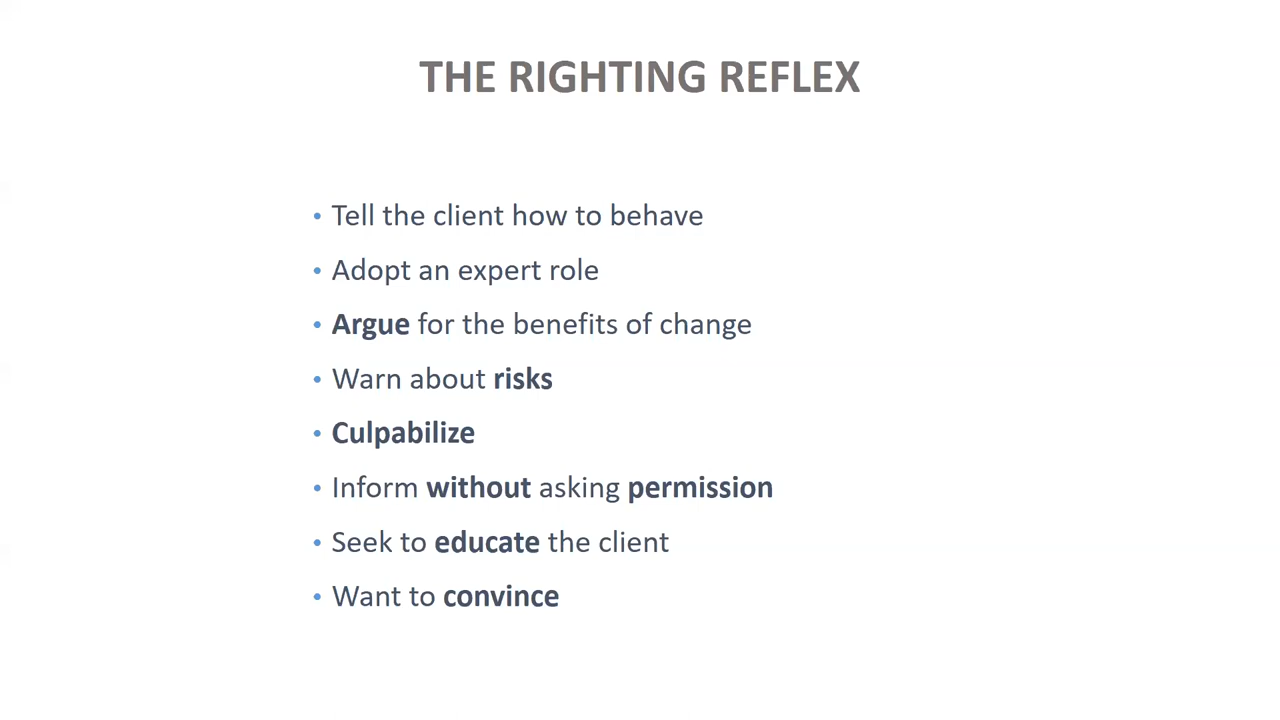 THE RIGHTING REFLEX
• Tell the client how to behave
• Adopt an expert role
• Argue for the benefits of change
• Warn about risks
• Culpabilize
• Inform without asking permission
• Seek to educate the client
• Want to convince